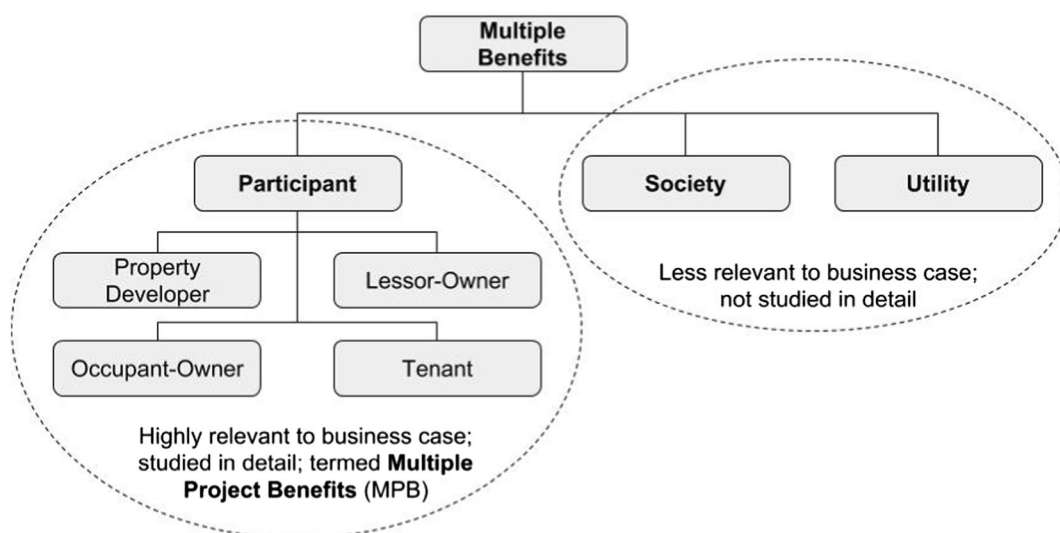 Multiple
Benefits
Participant
Society
Utility
Property
Developer
Lessor-Owner
Less relevant to business case;
not studied in detail
Occupant-Owner
Tenant
Highly relevant to business case;
studied in detail; termed Multiple
Project Benefits (MPB)